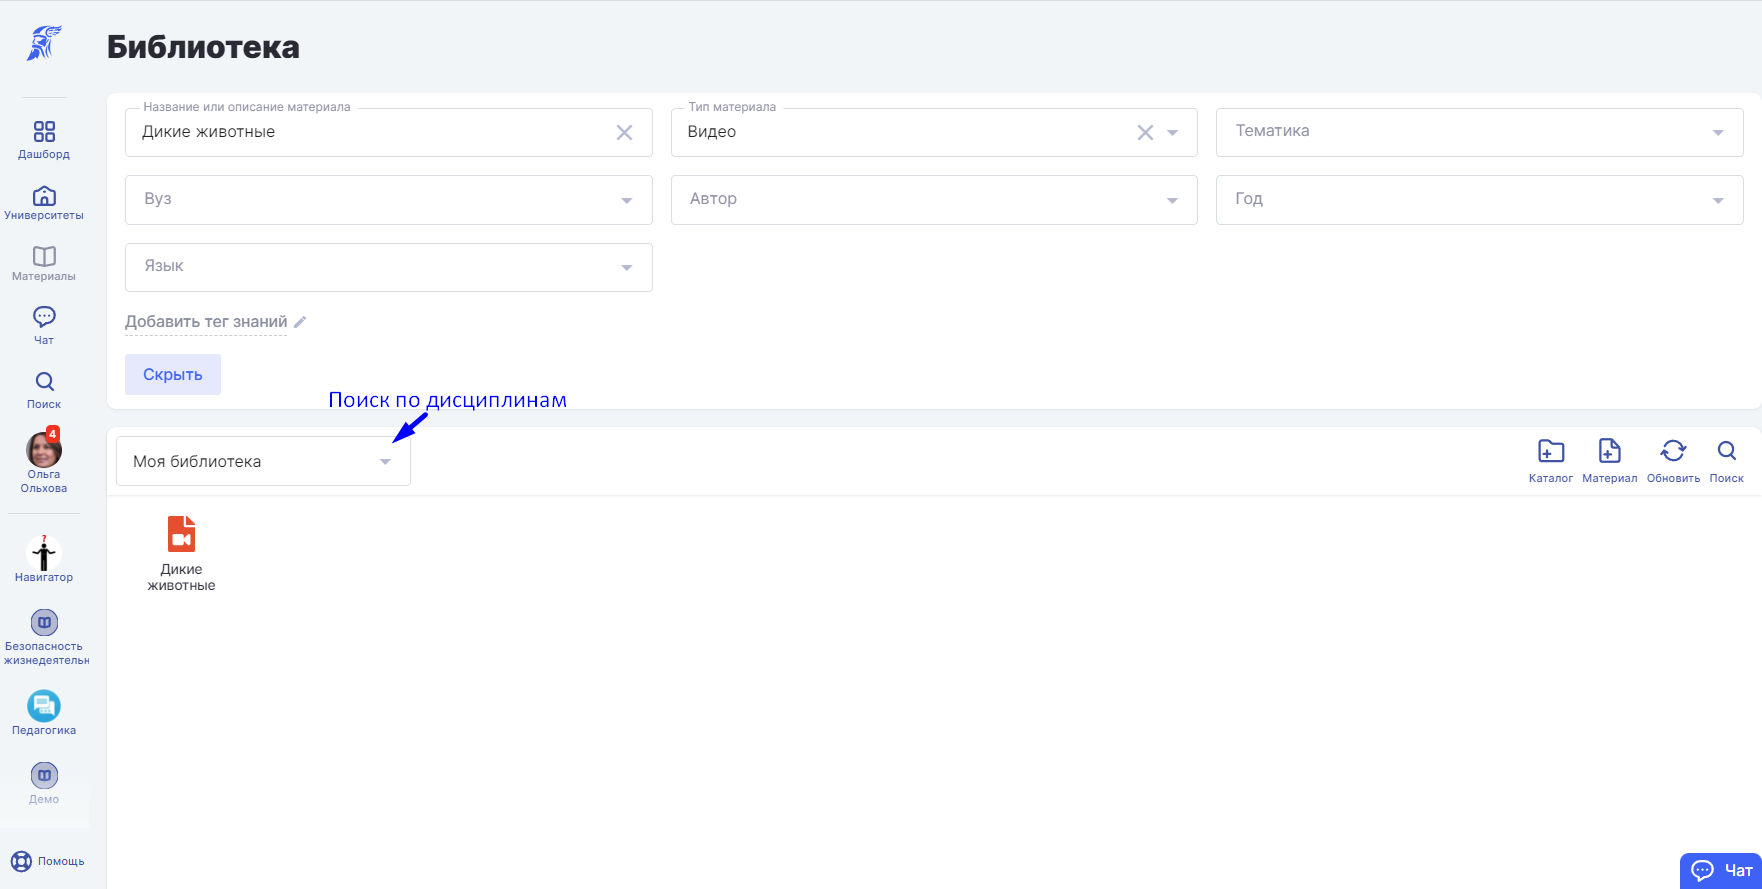 Библиотека
Дашборд
Университеты
Материалы
Чат
Поиск
4
Ольга
Ольхова
?
Навигатор
Безопасность
жизнедеятельн
Педагогика
Демо
Помощь
Название или описание материала
Дикие животные
Тип материала
Видео
Тематика
Вуз
Автор
Год
Язык
Добавить тег знаний
Скрыть
Поиск по дисциплинам
Моя библиотека
Каталог
Материал
Обновить
Поиск
Дикие
животные
Чат